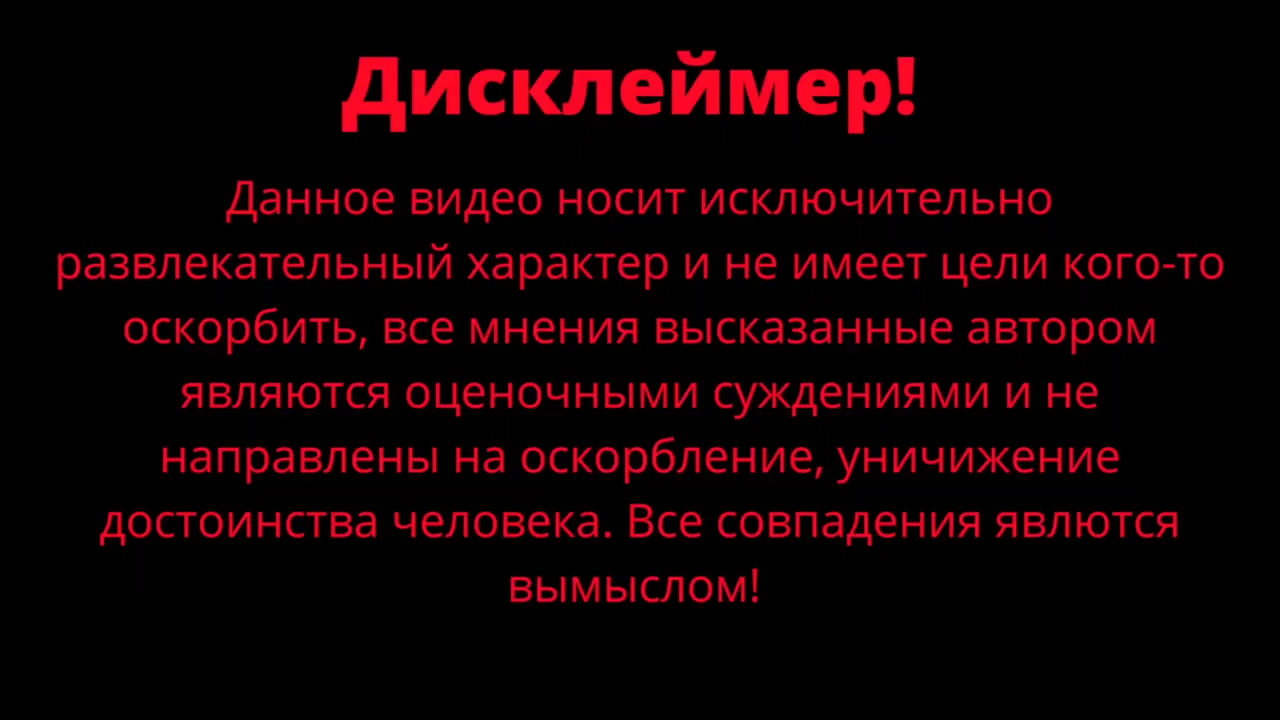 Дисклеймер!
Данное видео носит исключительно
развлекательный характер и не имеет цели кого-то
оскорбить, все мнения высказанные автором
являются оценочными суждениями и не
направлены на оскорбление, уничижение
достоинства человека. Все совпадения явлются
вымыслом!